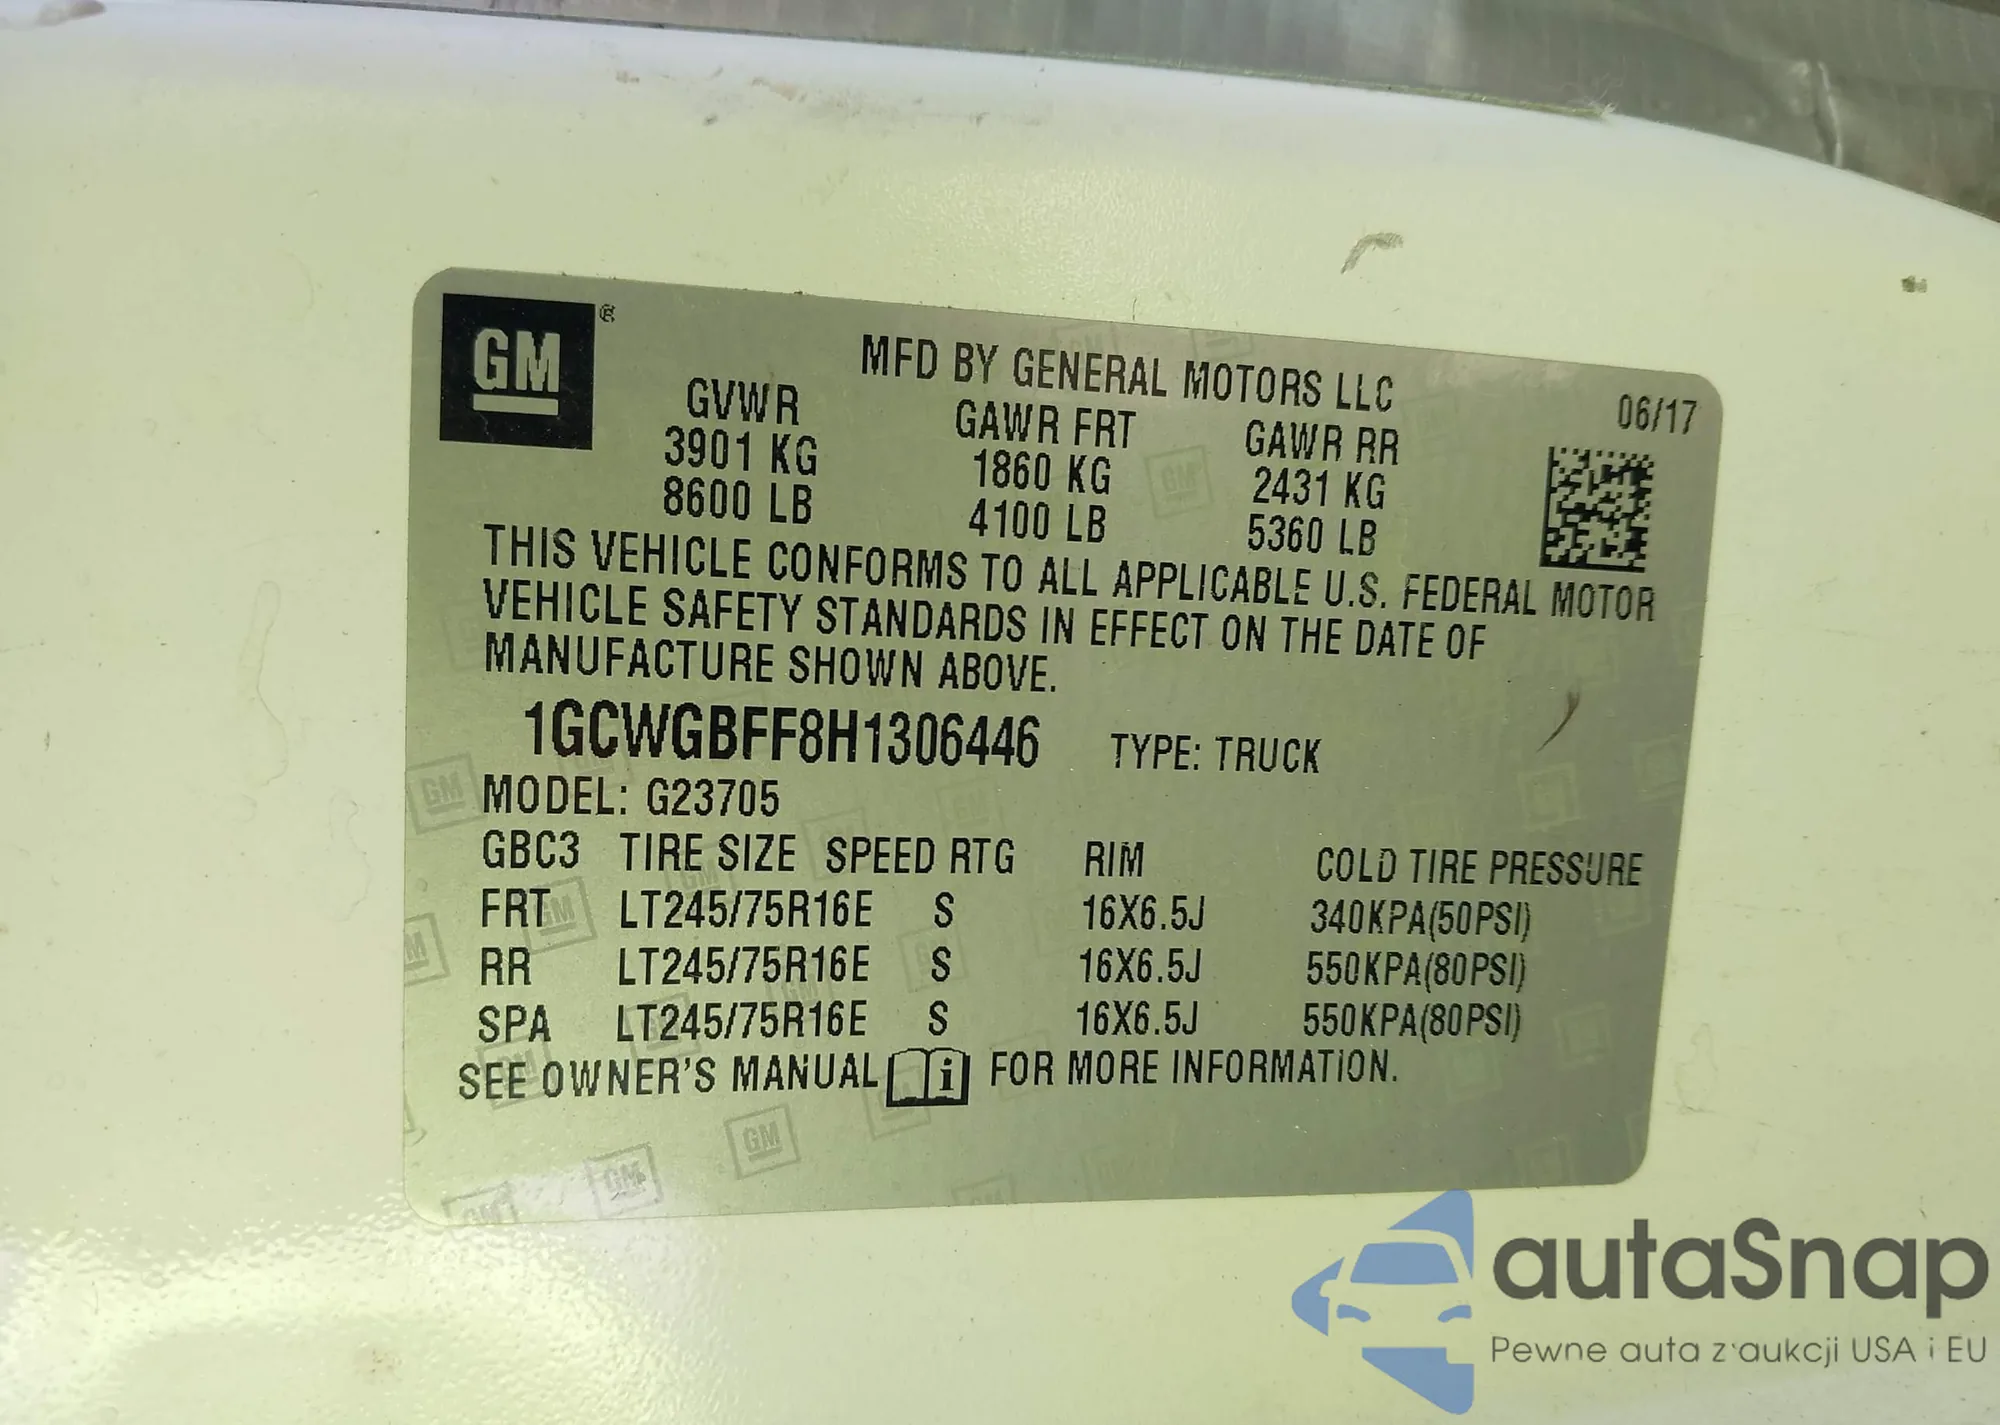 GM ®
MFD BY GENERAL MOTORS LLC
06/17
GVWR GAWR FRT GAWR RR
3901 KG 1860 KG 2431 KG
8600 LB 4100 LB 5360 LB
THIS VEHICLE CONFORMS TO ALL APPLICABLE U.S. FEDERAL MOTOR
VEHICLE SAFETY STANDARDS IN EFFECT ON THE DATE OF
MANUFACTURE SHOWN ABOVE.
1GCWGBFF8H1306446 TYPE: TRUCK
MODEL: G23705
GBC3 TIRE SIZE SPEED RTG RIM COLD TIRE PRESSURE
FRT LT245/75R16E S 16X6.5J 340KPA(50PSI)
RR LT245/75R16E S 16X6.5J 550KPA(80PSI)
SPA LT245/75R16E S 16X6.5J 550KPA(80PSI)
SEE OWNER'S MANUAL i FOR MORE INFORMATION.
autaSnap
Pewne auta z aukcji USA i EU